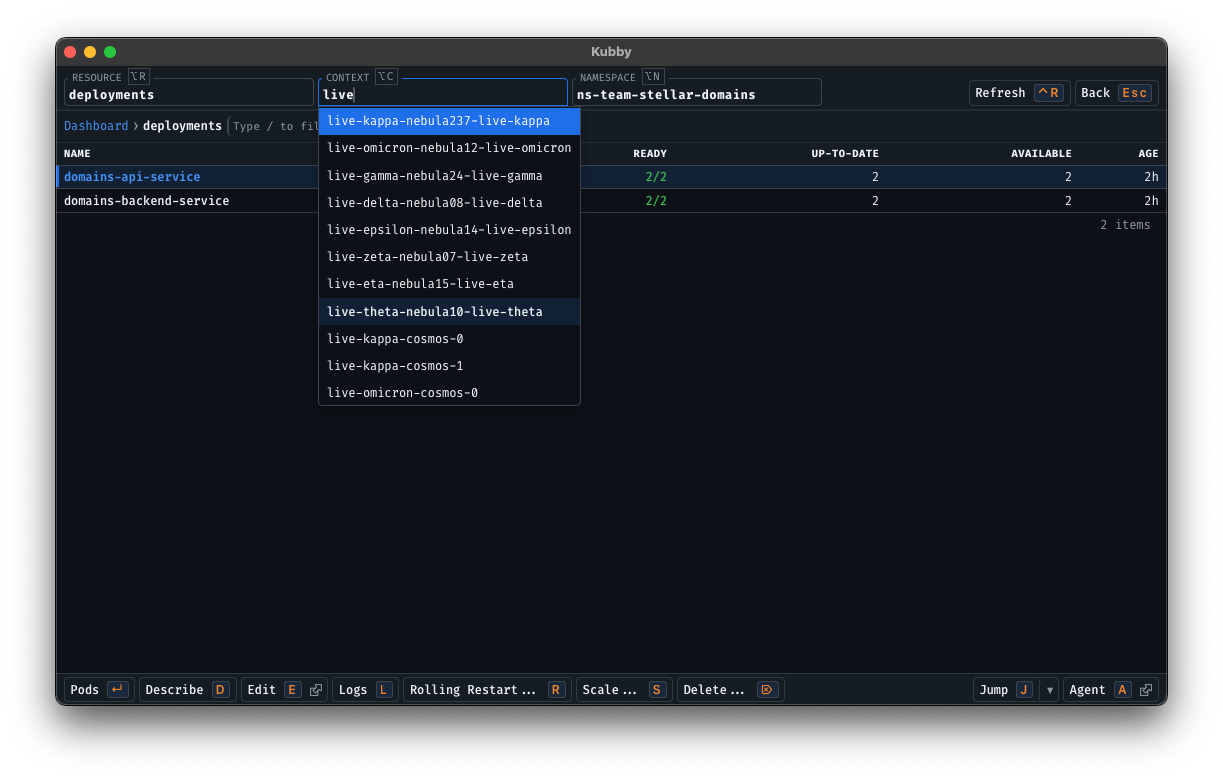 Kubby
RESOURCE ⌥R CONTEXT ⌥C NAMESPACE ⌥N
deployments live ns-team-stellar-domains Refresh ^R Back Esc
Dashboard › deployments Type / to fil
live-kappa-nebula237-live-kappa
live-omicron-nebula12-live-omicron
live-gamma-nebula24-live-gamma
live-delta-nebula08-live-delta
live-epsilon-nebula14-live-epsilon
live-zeta-nebula07-live-zeta
live-eta-nebula15-live-eta
live-theta-nebula10-live-theta
live-kappa-cosmos-0
live-kappa-cosmos-1
live-omicron-cosmos-0
NAME READY UP-TO-DATE AVAILABLE AGE
domains-api-service 2/2 2 2 2h
domains-backend-service 2/2 2 2 2h
2 items
Pods ↵ Describe D Edit E Logs L Rolling Restart... R Scale... S Delete... ⌦ Jump J ▾ Agent A